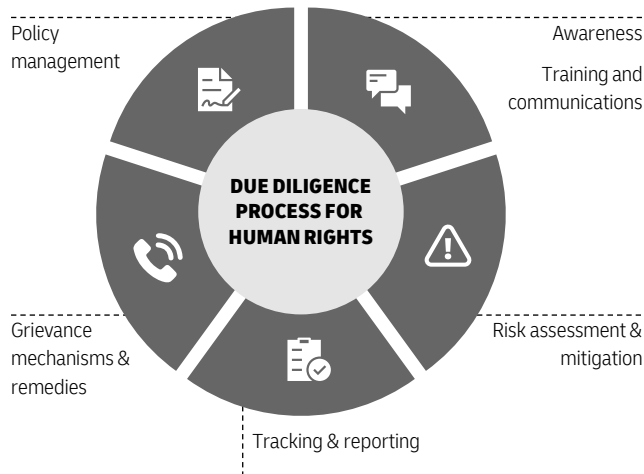 Policy
management
Awareness
Training and
communications
DUE DILIGENCE
PROCESS FOR
HUMAN RIGHTS
Grievance
mechanisms &
remedies
Risk assessment &
mitigation
Tracking & reporting